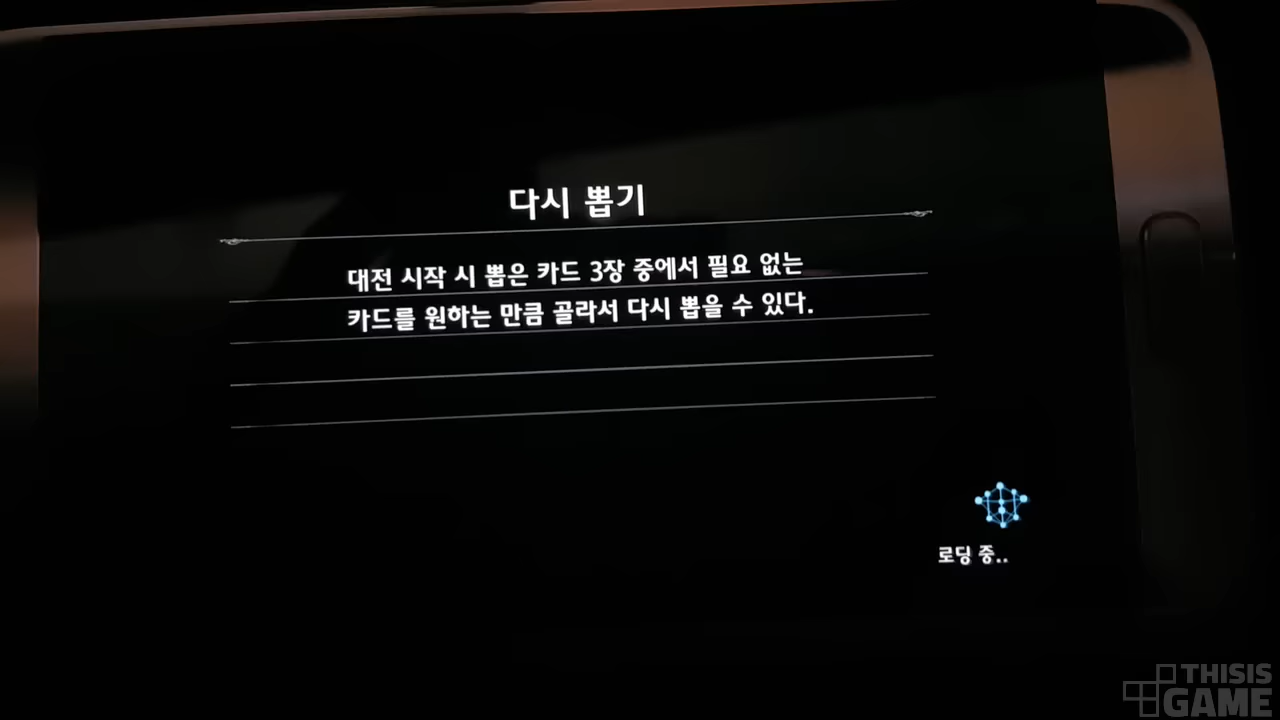 다시 뽑기
대전 시작 시 뽑은 카드 3장 중에서 필요 없는
카드를 원하는 만큼 골라서 다시 뽑을 수 있다.
로딩 중..
THISIS
GAME